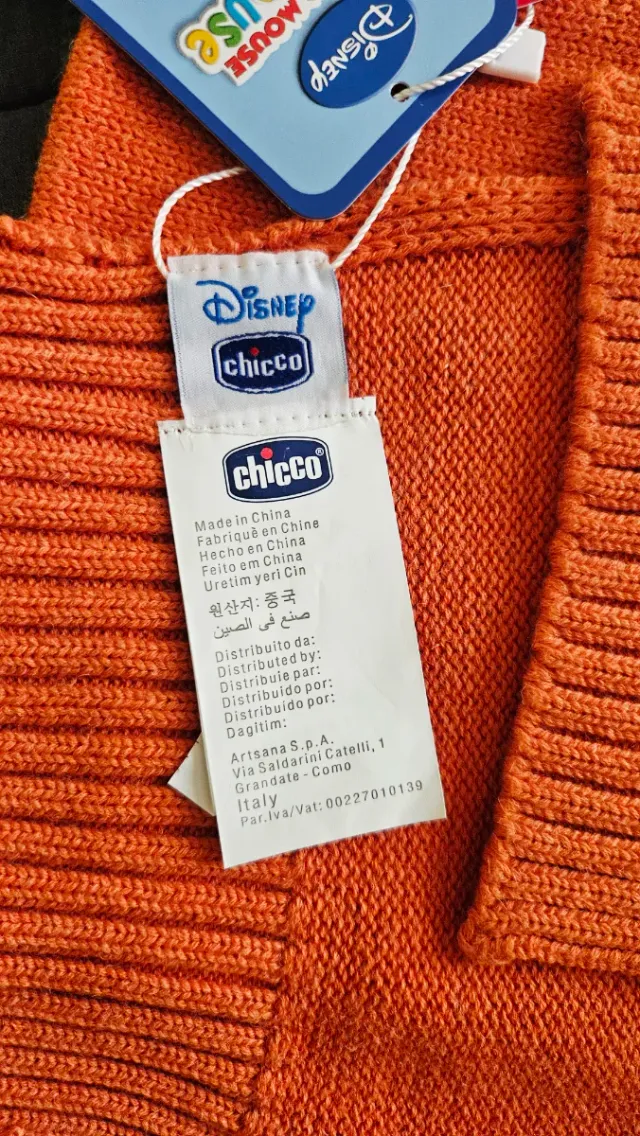 MOUSE
USE
Disney
Disney
chicco
chicco®
Made in China
Fabriquè en Chine
Hecho en China
Feito em China
Uretim yeri Cin
원산지: 중국
صنع في الصين
Distribuito da:
Distributed by:
Distribuie par:
Distribuido por:
Distribuido por:
Dagitim:
Artsana S.p.A.
Via Saldarini Catelli, 1
Grandate - Como
Italy
Par.Iva/Vat: 00227010139